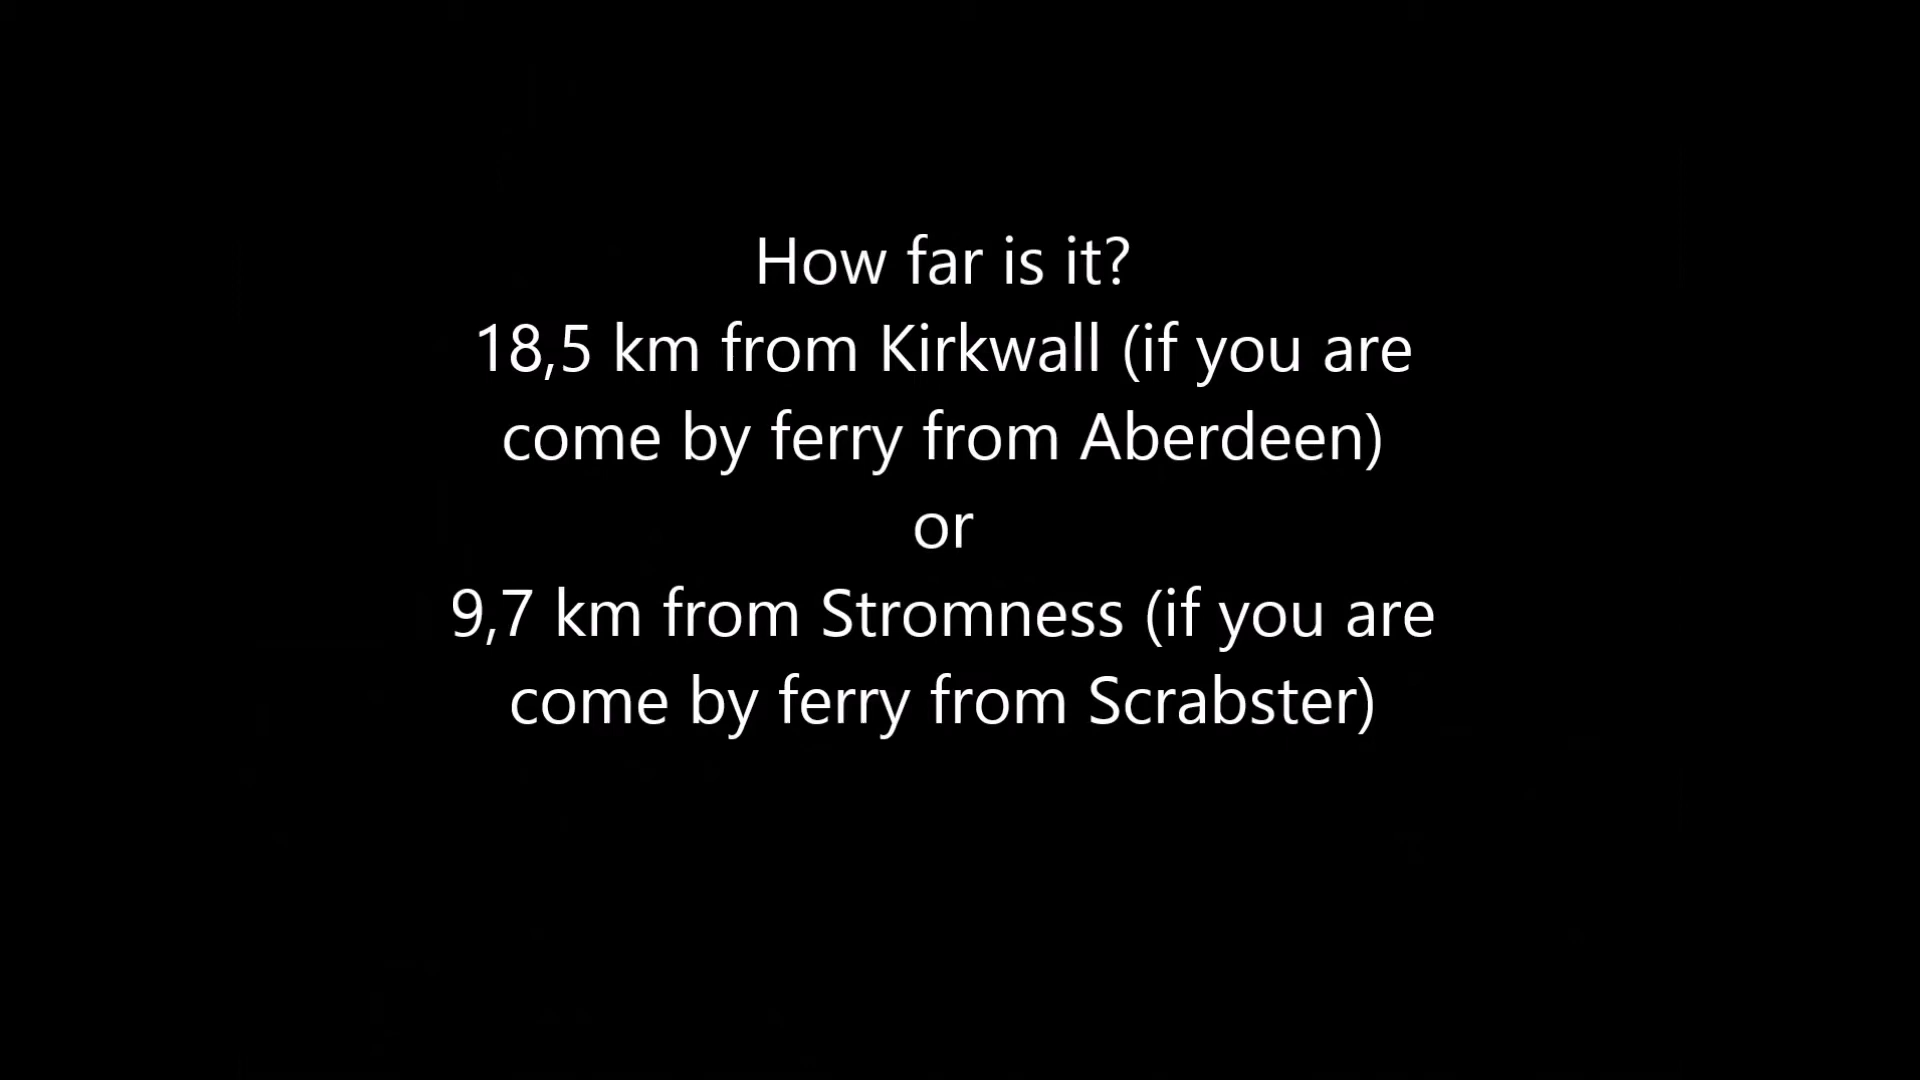 How far is it?
18,5 km from Kirkwall (if you are
come by ferry from Aberdeen)
or
9,7 km from Stromness (if you are
come by ferry from Scrabster)